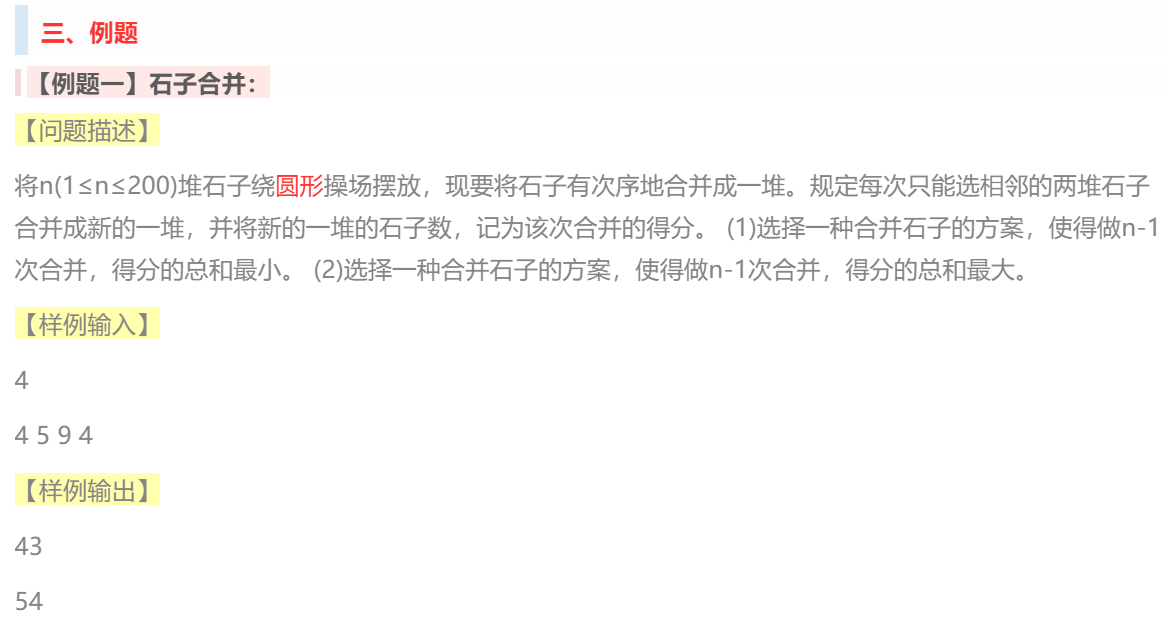 三、例题
【例题一】石子合并：
【问题描述】
将n(1≤n≤200)堆石子绕圆形操场摆放，现要将石子有次序地合并成一堆。规定每次只能选相邻的两堆石子
合并成新的一堆，并将新的一堆的石子数，记为该次合并的得分。 (1)选择一种合并石子的方案，使得做n-1
次合并，得分的总和最小。 (2)选择一种合并石子的方案，使得做n-1次合并，得分的总和最大。
【样例输入】
4
4 5 9 4
【样例输出】
43
54